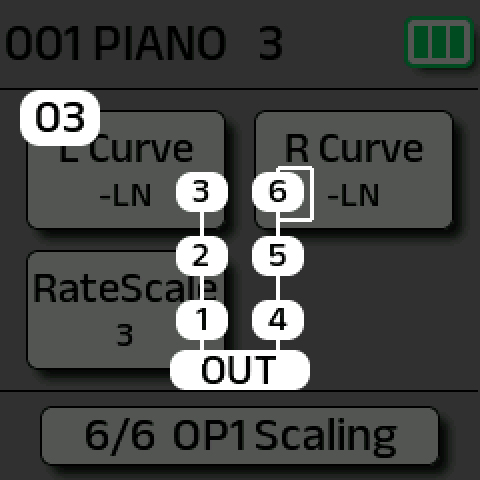 001 PIANO 3
03
L Curve R Curve
-LN -LN
3 6
2 5
RateScale
3
1 4
OUT
6/6 OP1 Scaling